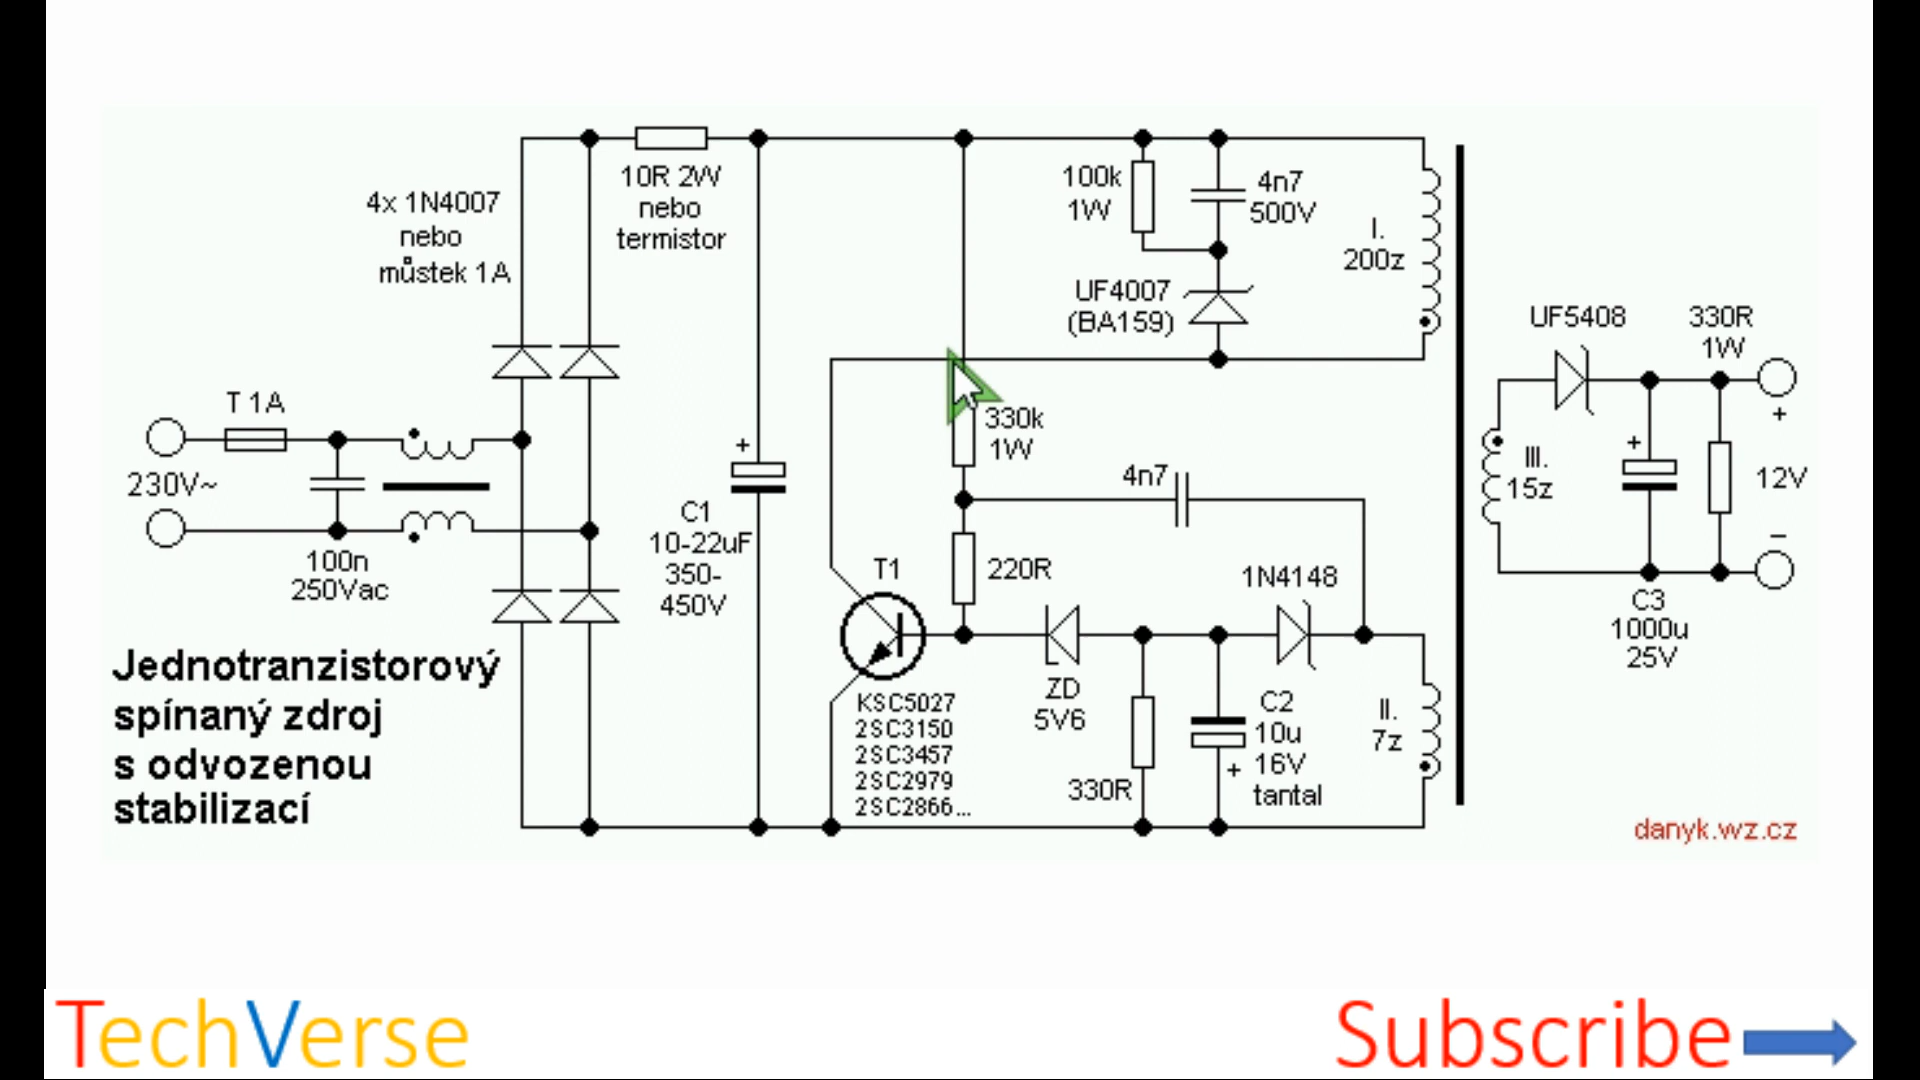 4x 1N4007
nebo
můstek 1A
10R 2W
nebo
termistor
100k
1W
4n7
500V
I.
200z
UF4007
(BA159)
UF5408
330R
1W
T 1A
230V~
100n
250Vac
+
C1
10-22uF
350-
450V
330k
1W
4n7
T1
220R
1N4148
ZD
5V6
KSC5027
2SC3150
2SC3457
2SC2979
2SC2866...
330R
C2
10u
16V
+
tantal
II.
7z
III.
15z
+
+
12V
–
C3
1000u
25V
Jednotranzistorový
spínaný zdroj
s odvozenou
stabilizací
danyk.wz.cz
TechVerse
Subscribe